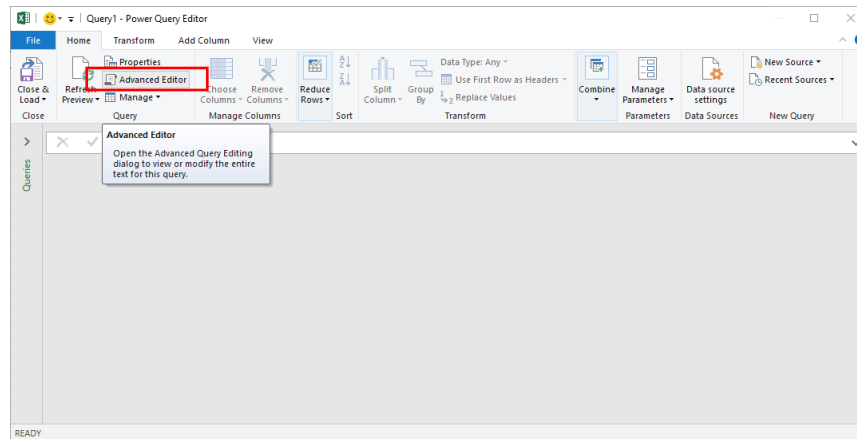 Query1 - Power Query Editor
File Home Transform Add Column View
Close & Load
Refresh Preview
Properties
Advanced Editor
Manage
Choose Columns
Remove Columns
Reduce Rows
Split Column
Group By
Data Type: Any
Use First Row as Headers
Replace Values
Combine
Manage Parameters
Data source settings
New Source
Recent Sources
Close Query Manage Columns Sort Transform Parameters Data Sources New Query
Advanced Editor
Open the Advanced Query Editing
dialog to view or modify the entire
text for this query.
Queries
READY